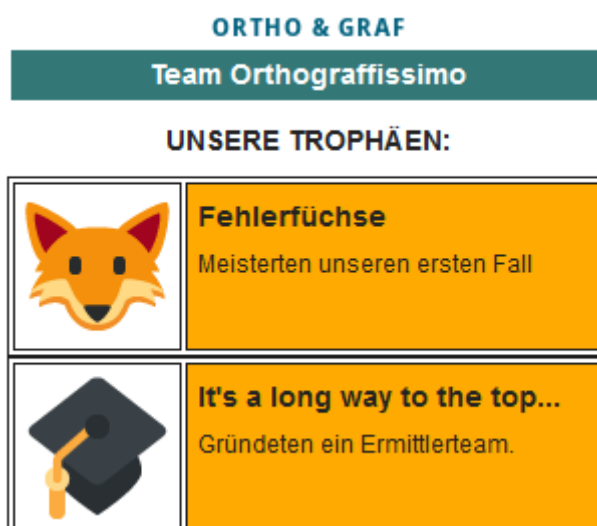 ORTHO & GRAF
Team Orthograffissimo
UNSERE TROPHÄEN:
Fehlerfüchse
Meisterten unseren ersten Fall
It's a long way to the top...
Gründeten ein Ermittlerteam.